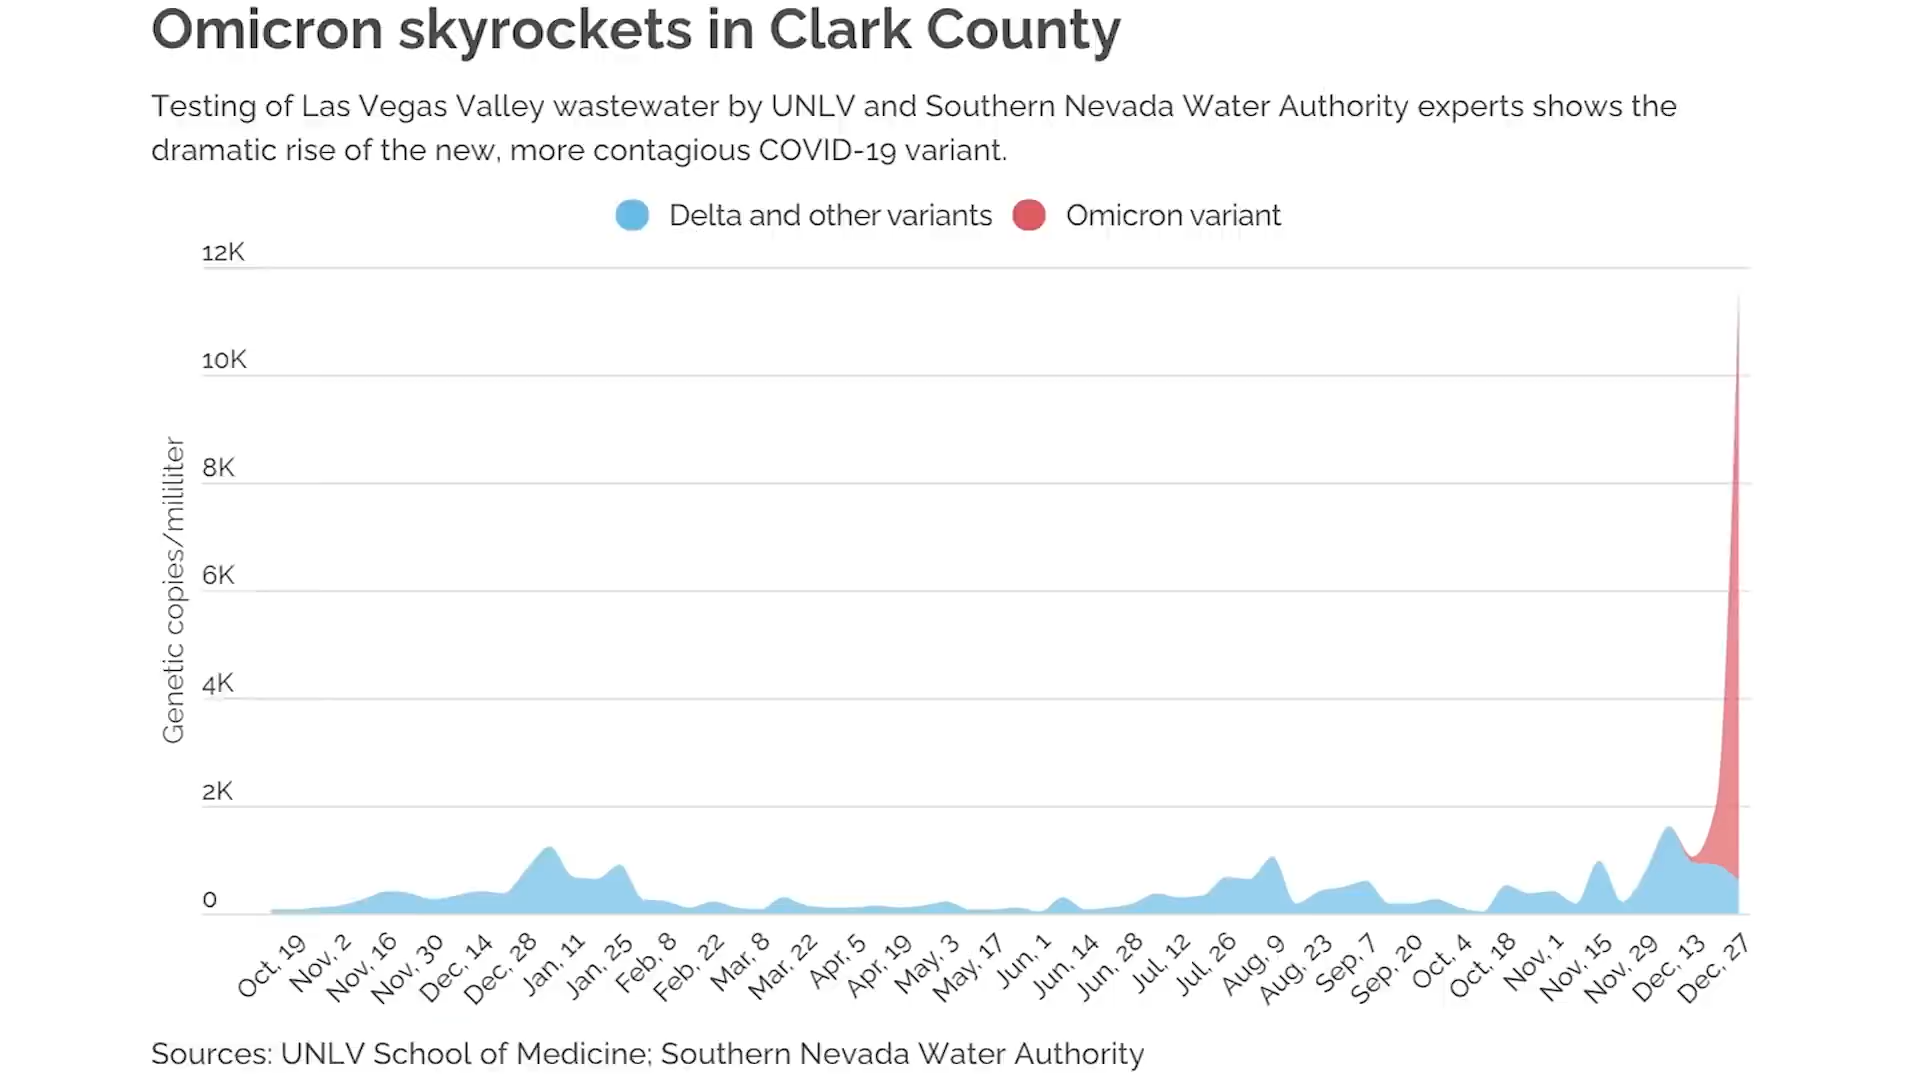 Omicron skyrockets in Clark County
Testing of Las Vegas Valley wastewater by UNLV and Southern Nevada Water Authority experts shows the
dramatic rise of the new, more contagious COVID-19 variant.
Delta and other variants
Omicron variant
12K
10K
8K
6K
4K
2K
0
Genetic copies/mililiter
Oct, 19
Nov, 2
Nov, 16
Nov, 30
Dec, 14
Dec, 28
Jan, 11
Jan, 25
Feb, 8
Feb, 22
Mar, 8
Mar, 22
Apr, 5
Apr, 19
May, 3
May, 17
Jun, 1
Jun, 14
Jun, 28
Jul, 12
Jul, 26
Aug, 9
Aug, 23
Sep, 7
Sep, 20
Oct, 4
Oct, 18
Nov, 1
Nov, 15
Nov, 29
Dec, 13
Dec, 27
Sources: UNLV School of Medicine; Southern Nevada Water Authority